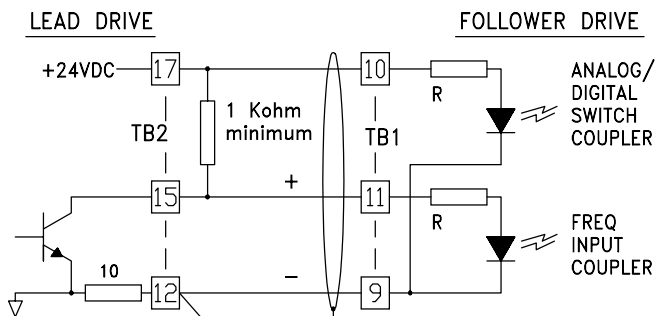 LEAD DRIVE
FOLLOWER DRIVE
+24VDC
17
10
R
ANALOG/
DIGITAL
SWITCH
COUPLER
1 Kohm
minimum
TB2
TB1
15
+
11
R
FREQ
INPUT
COUPLER
10
12
−
9